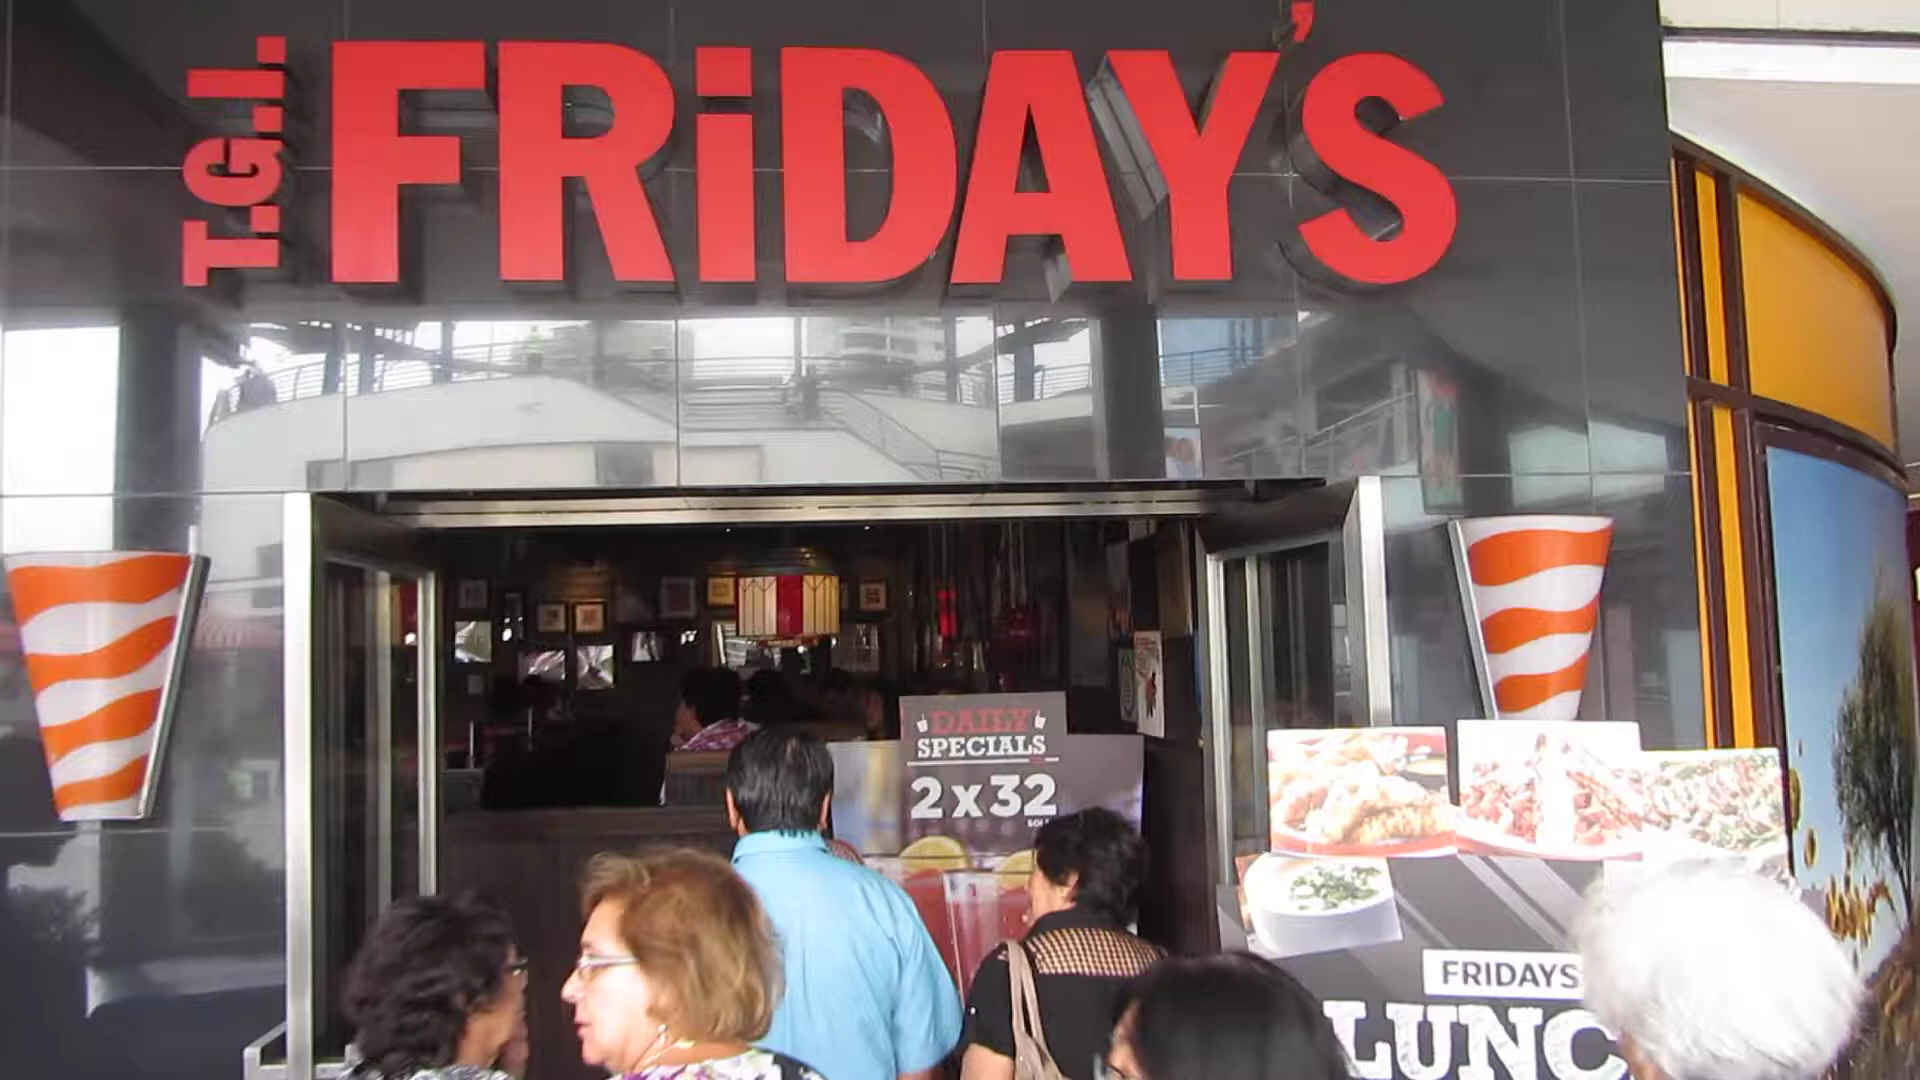 T.G.I. FRiDAY'S
DAILY
SPECIALS
2 x 32
FRIDAYS
LUNC